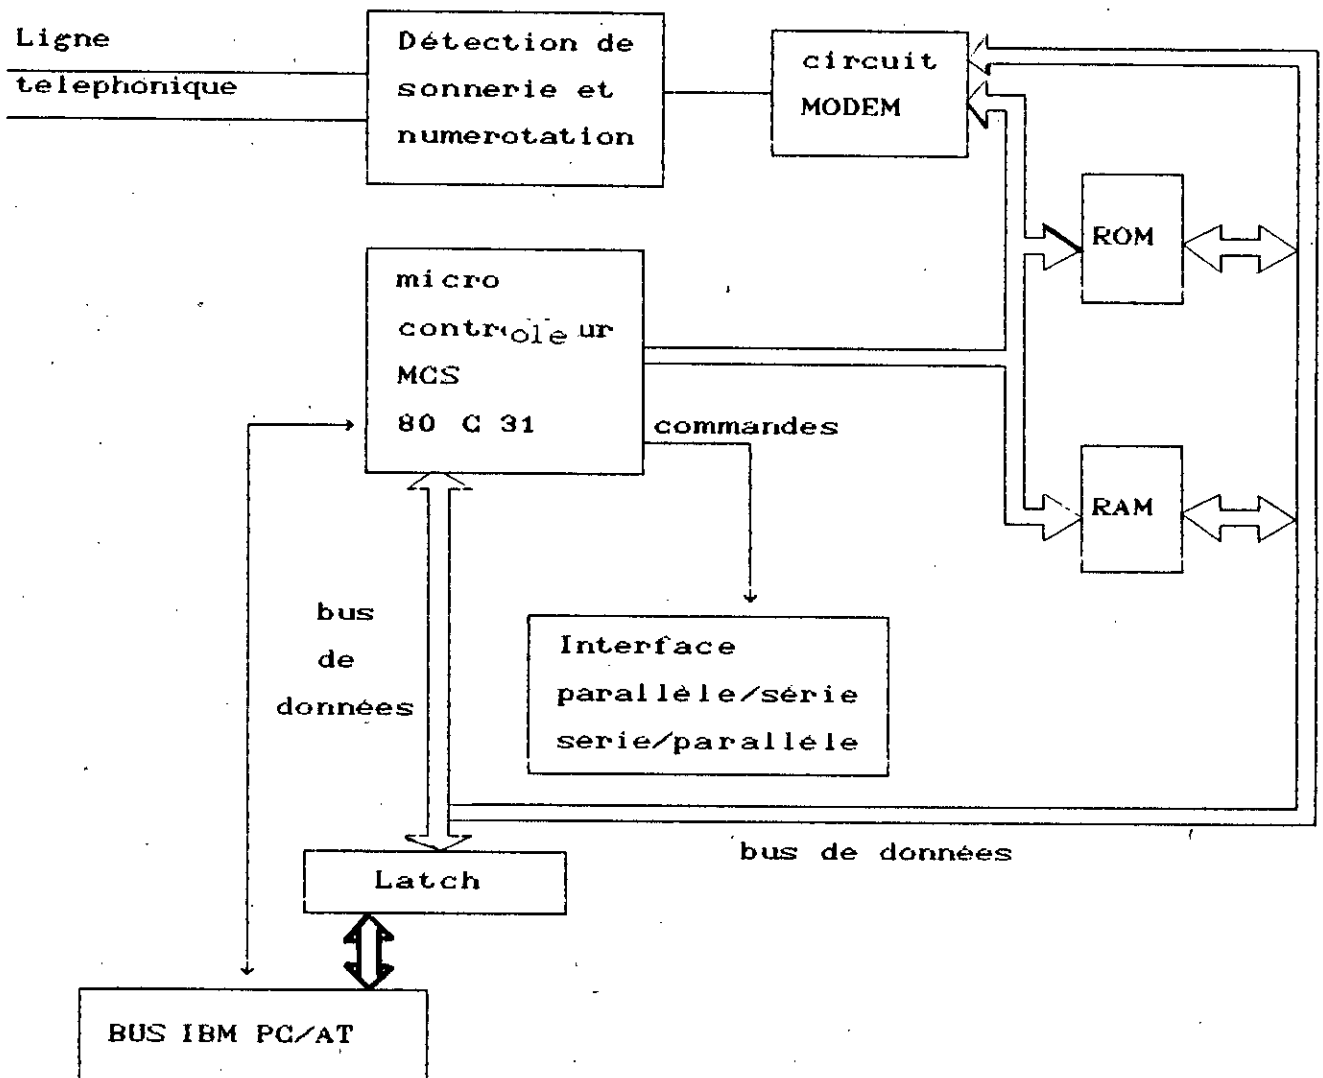 Ligne
telephonique
Détection de
sonnerie et
numerotation
circuit
MODEM
ROM
micro
controleur
MCS
80 C 31
commandes
RAM
bus
de
données
Interface
parallèle/série
serie/parallèle
bus de données
Latch
BUS IBM PC/AT